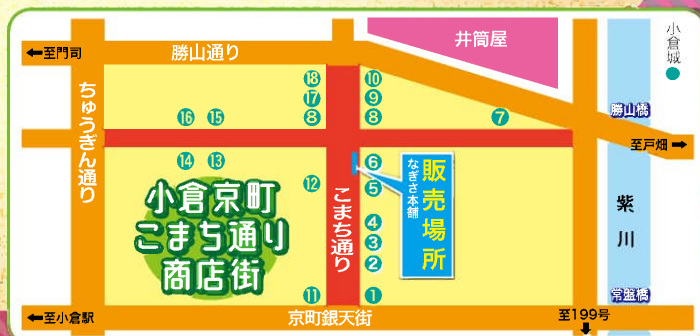 小倉城
井筒屋
←至門司
勝山通り
ちゅうぎん通り
⑱
⑰
⑧
⑩
⑨
⑧
⑦
⑯ ⑮
勝山橋
至戸畑→
⑭ ⑬
⑫
⑥
⑤
④
③
②
販売場所
なぎさ本舗
小倉京町
こまち通り
商店街
こまち通り
紫川
⑪
①
常盤橋
←至小倉駅
京町銀天街
至199号
↓